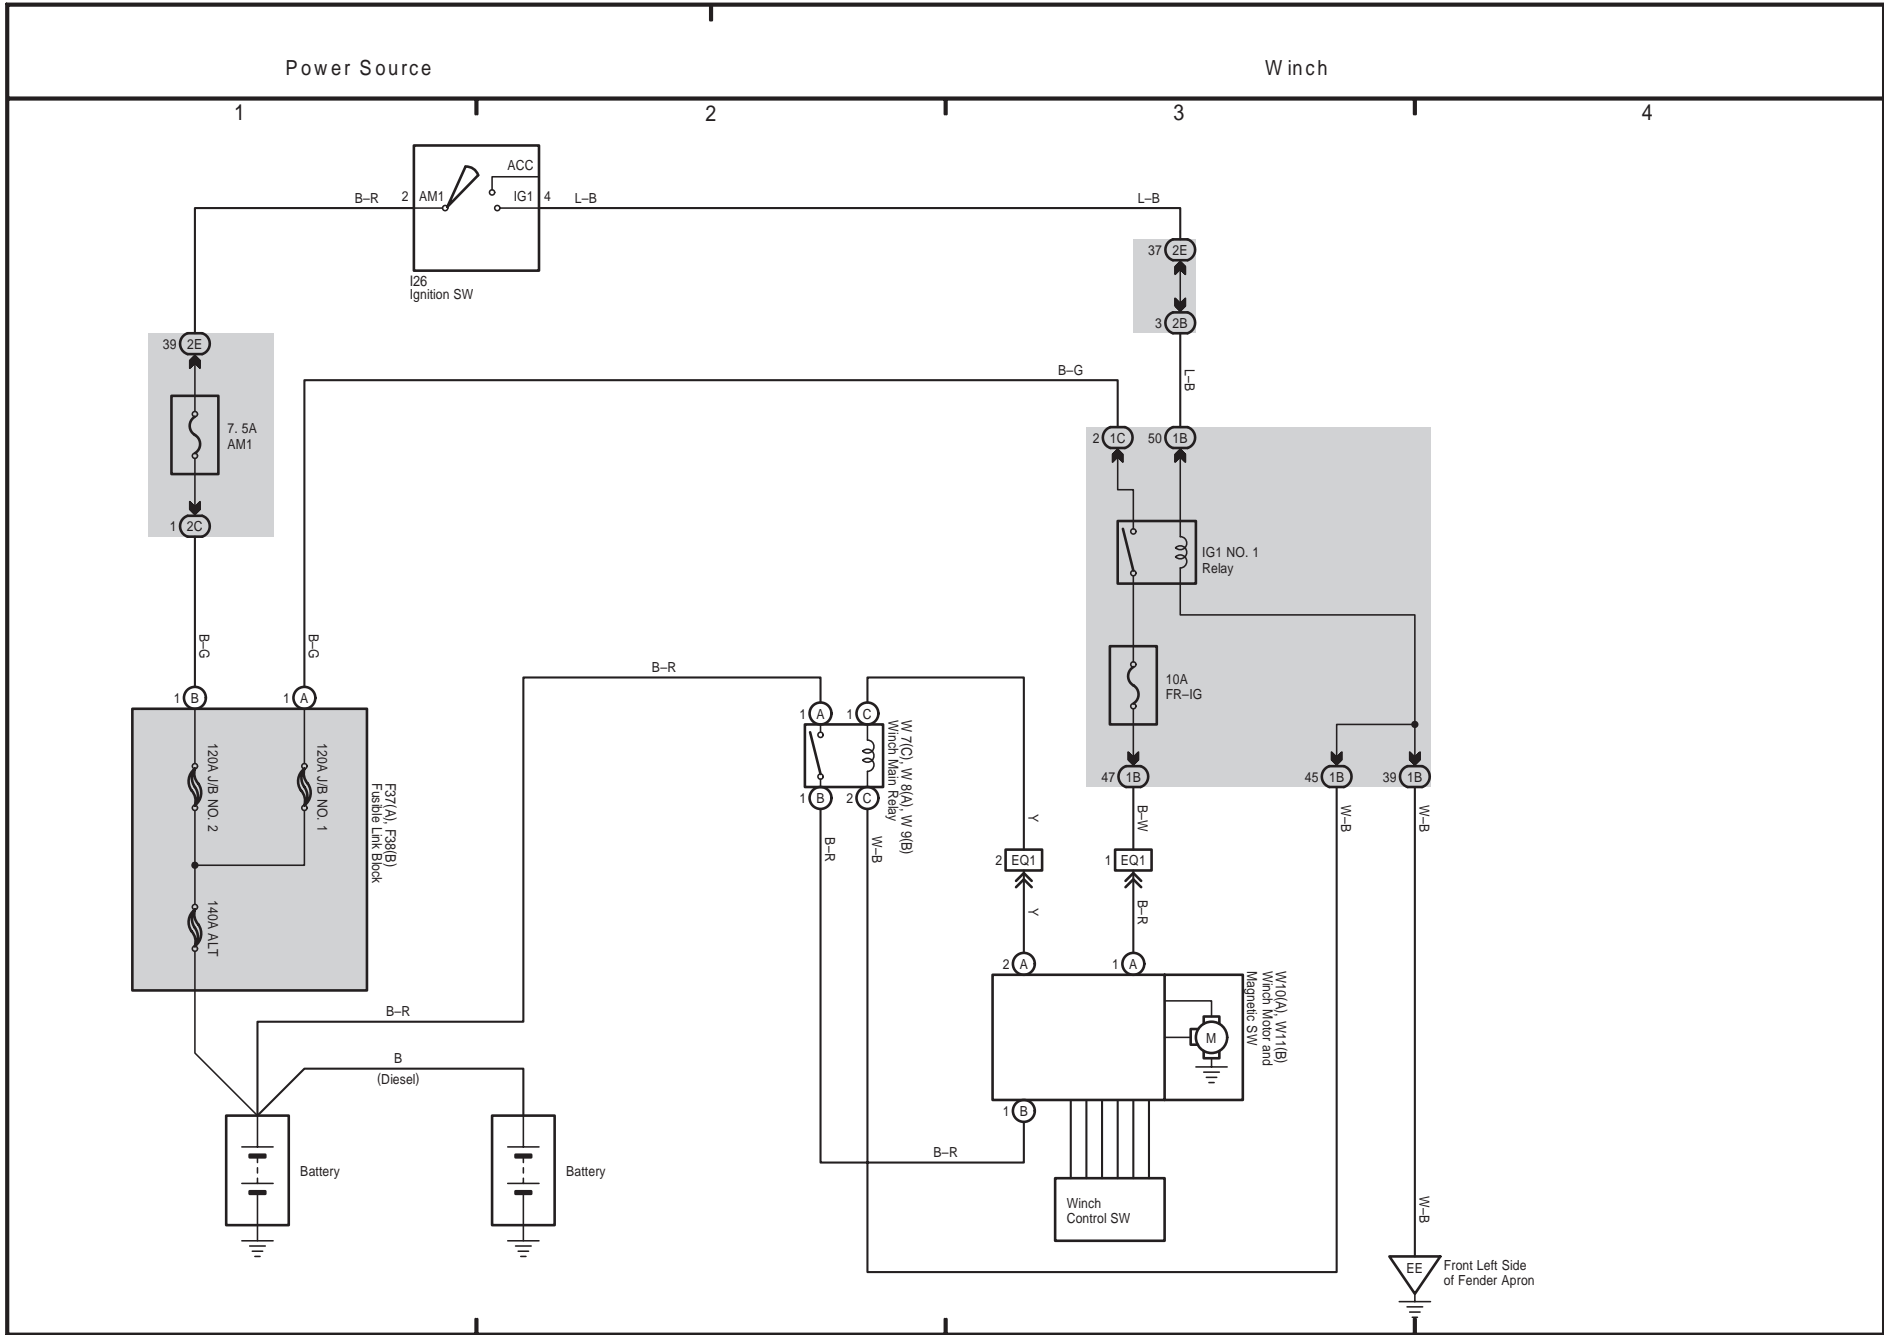 Power Source
Winch
1
2
3
4
ACC
B–R
2
AM1
IG1
4
L–B
L–B
I26
Ignition SW
37
2E
3
2B
39
2E
B–G
L–B
7. 5A
AM1
2
1C
50
1B
1
2C
IG1 NO. 1
Relay
B–G
B–G
B–R
10A
FR–IG
1
B
1
A
1
A
1
C
W 7(C), W 8(A), W 9(B)
Winch Main Relay
120A J/B NO. 2
120A J/B NO. 1
F37(A), F38(B)
Fusible Link Block
1
B
2
C
47
1B
45
1B
39
1B
B–R
W–B
Y
B–W
W–B
W–B
2
EQ1
1
EQ1
140A ALT
Y
B–R
2
A
1
A
W10(A), W11(B)
Winch Motor and
Magnetic SW
B–R
M
B
(Diesel)
1
B
B–R
Battery
Battery
Winch
Control SW
W–B
EE
Front Left Side
of Fender Apron